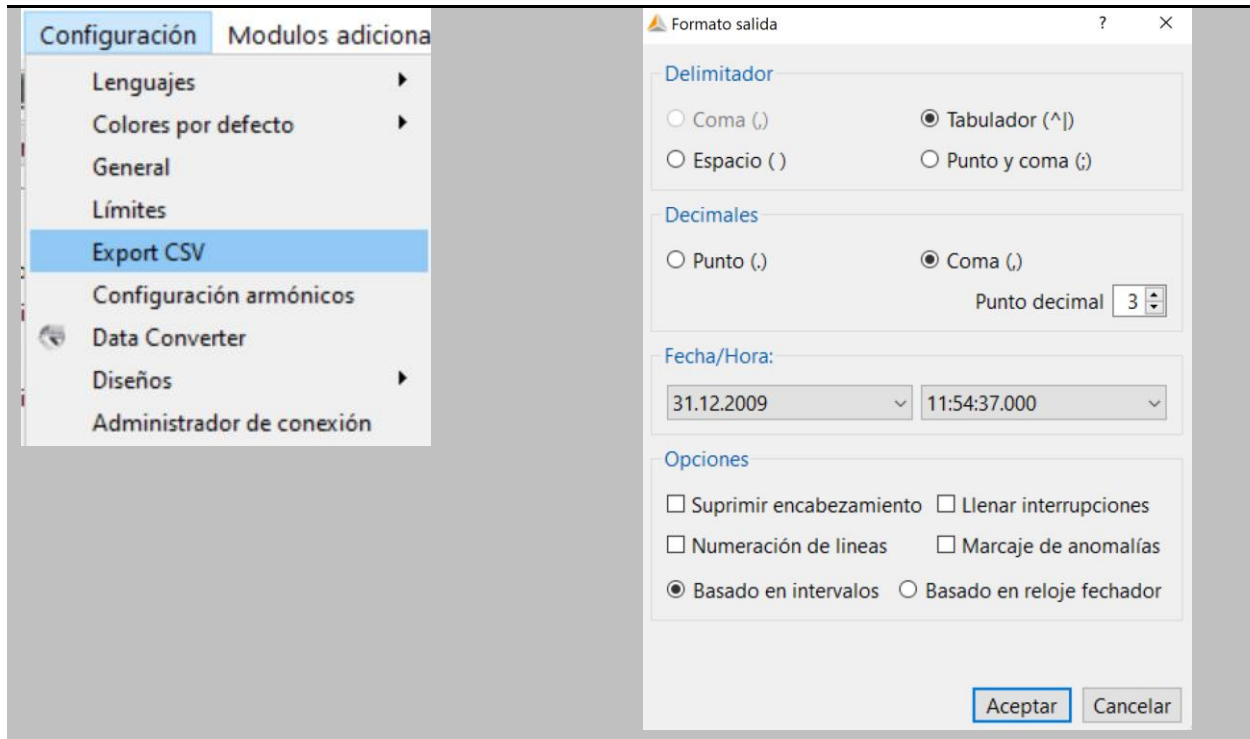 Configuración Modulos adiciona
Lenguajes
Colores por defecto
General
Límites
Export CSV
Configuración armónicos
Data Converter
Diseños
Administrador de conexión
Formato salida ? ×
Delimitador
Coma (,) Tabulador (^|)
Espacio ( ) Punto y coma (;)
Decimales
Punto (.) Coma (,)
Punto decimal 3
Fecha/Hora:
31.12.2009 11:54:37.000
Opciones
Suprimir encabezamiento Llenar interrupciones
Numeración de lineas Marcaje de anomalías
Basado en intervalos Basado en reloje fechador
Aceptar Cancelar